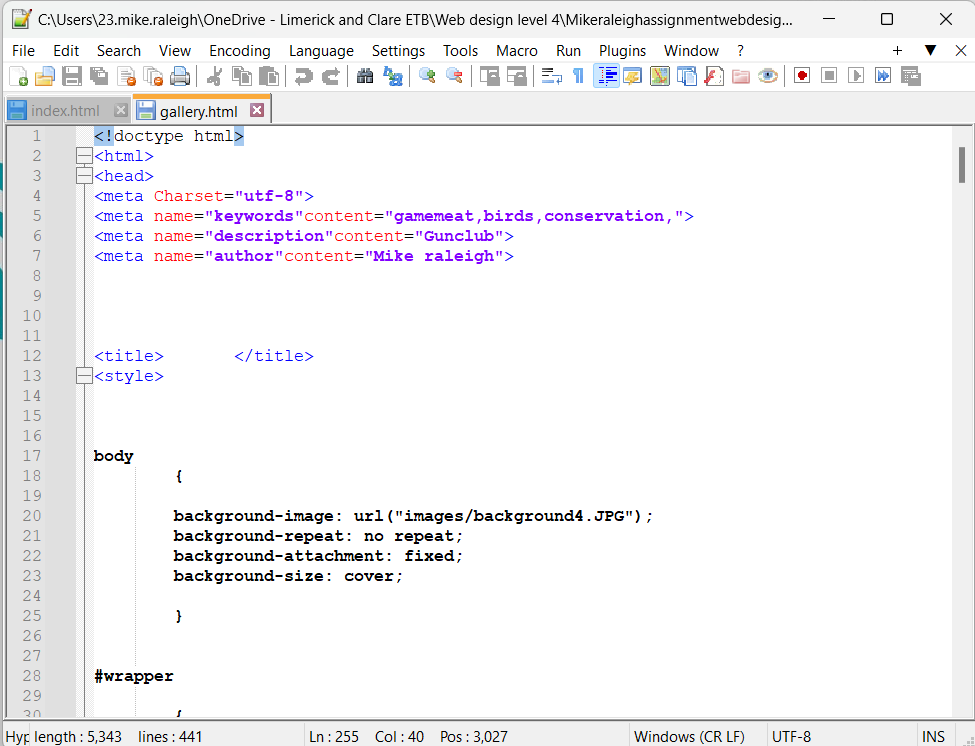 C:\Users\23.mike.raleigh\OneDrive - Limerick and Clare ETB\Web design level 4\Mikeraleighassignmentwebdesig...
File Edit Search View Encoding Language Settings Tools Macro Run Plugins Window ? + ▼ X
index.html gallery.html
1 <!doctype html>
2 <html>
3 <head>
4 <meta Charset="utf-8">
5 <meta name="keywords"content="gamemeat,birds,conservation,">
6 <meta name="description"content="Gunclub">
7 <meta name="author"content="Mike raleigh">
8
9
10
11
12 <title> </title>
13 <style>
14
15
16
17 body
18 {
19
20 background-image: url("images/background4.JPG");
21 background-repeat: no repeat;
22 background-attachment: fixed;
23 background-size: cover;
24
25 }
26
27
28 #wrapper
29
30 {
Hyp length : 5,343 lines : 441 Ln : 255 Col : 40 Pos : 3,027 Windows (CR LF) UTF-8 INS